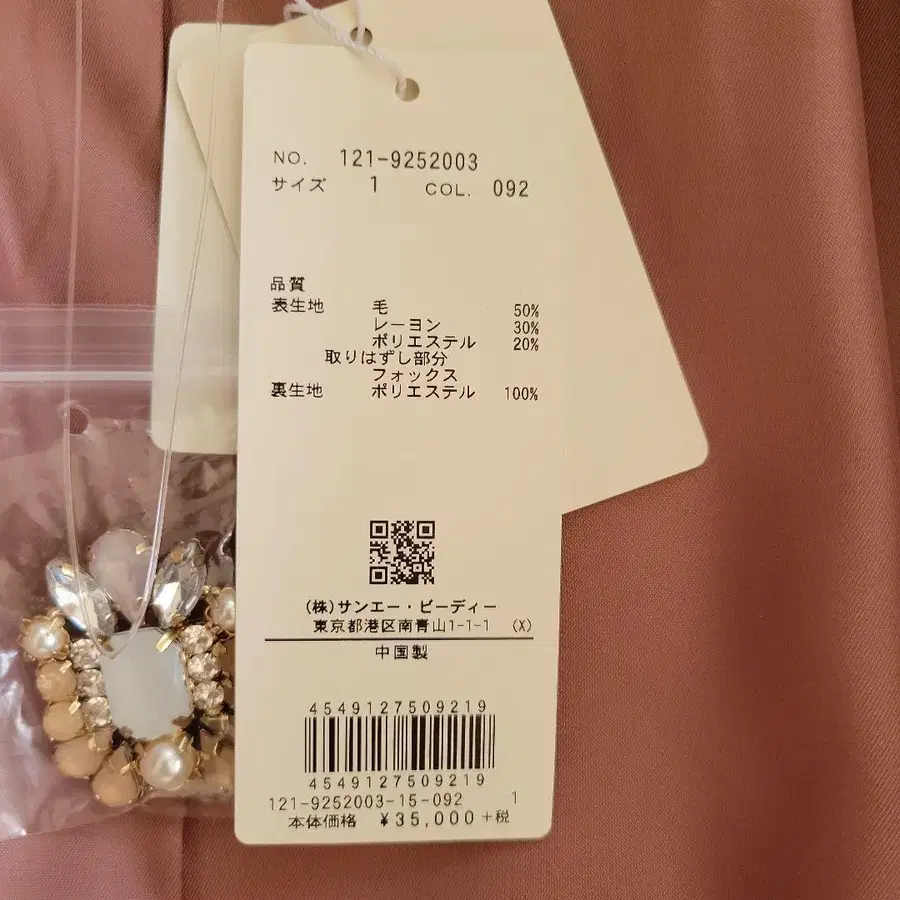 NO. 121-9252003
サイズ 1 COL. 092
品質
表生地 毛 50%
レーヨン 30%
ポリエステル 20%
取りはずし部分
フォックス
裏生地 ポリエステル 100%
(株)サンエー・ビーディー
東京都港区南青山1-1-1 (X)
中国製
4549127509219
4549127509219
121-9252003-15-092 1
本体価格 ¥35,000+税